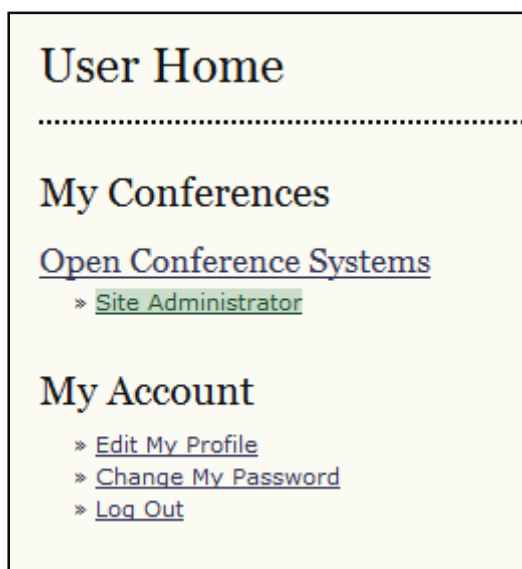 User Home
My Conferences
Open Conference Systems
» Site Administrator
My Account
» Edit My Profile
» Change My Password
» Log Out